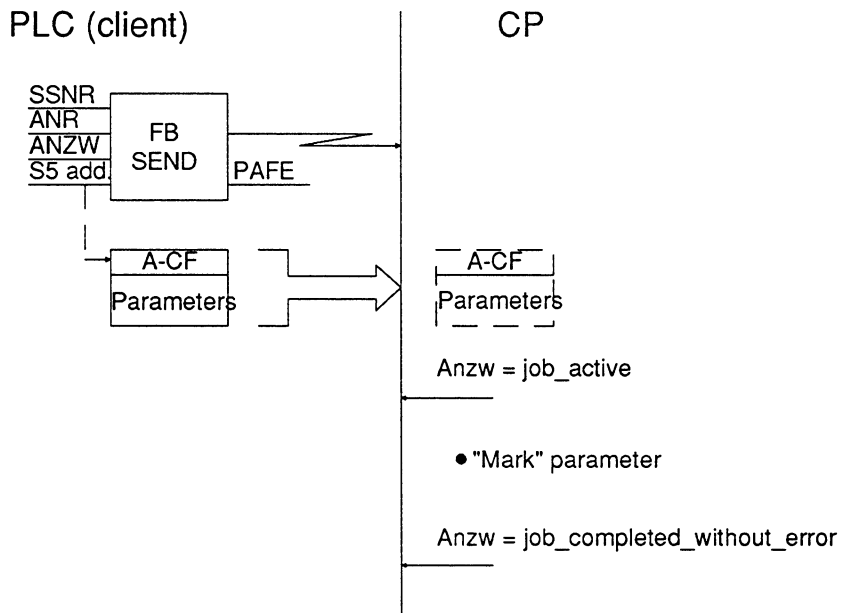 PLC (client)
CP
SSNR
ANR
ANZW
S5 add.
FB
SEND
PAFE
A-CF
Parameters
A-CF
Parameters
Anzw = job_active
● "Mark" parameter
Anzw = job_completed_without_error